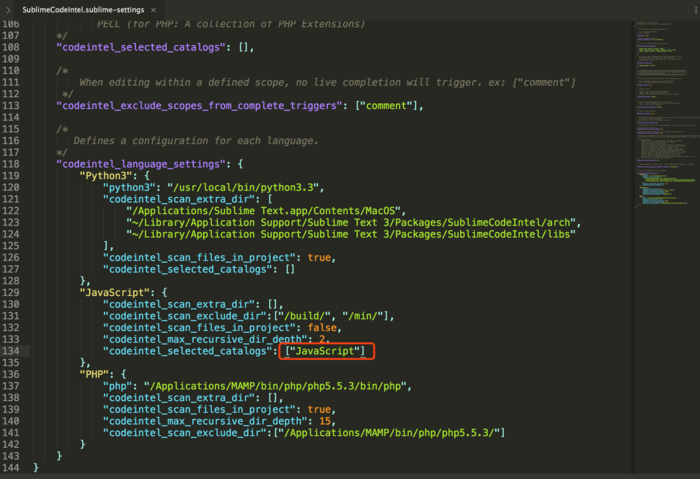 SublimeCodeIntel.sublime-settings ×
106 PECL (for PHP: A collection of PHP Extensions)
107 */
108 "codeintel_selected_catalogs": [],
109
110 /*
111 When editing within a defined scope, no live completion will trigger. ex: ["comment"]
112 */
113 "codeintel_exclude_scopes_from_complete_triggers": ["comment"],
114
115 /*
116 Defines a configuration for each language.
117 */
118 "codeintel_language_settings": {
119 "Python3": {
120 "python3": "/usr/local/bin/python3.3",
121 "codeintel_scan_extra_dir": [
122 "/Applications/Sublime Text.app/Contents/MacOS",
123 "~/Library/Application Support/Sublime Text 3/Packages/SublimeCodeIntel/arch",
124 "~/Library/Application Support/Sublime Text 3/Packages/SublimeCodeIntel/libs"
125 ],
126 "codeintel_scan_files_in_project": true,
127 "codeintel_selected_catalogs": []
128 },
129 "JavaScript": {
130 "codeintel_scan_extra_dir": [],
131 "codeintel_scan_exclude_dir":["/build/", "/min/"],
132 "codeintel_scan_files_in_project": false,
133 "codeintel_max_recursive_dir_depth": 2,
134 "codeintel_selected_catalogs": ["JavaScript"]
135 },
136 "PHP": {
137 "php": "/Applications/MAMP/bin/php/php5.5.3/bin/php",
138 "codeintel_scan_extra_dir": [],
139 "codeintel_scan_files_in_project": true,
140 "codeintel_max_recursive_dir_depth": 15,
141 "codeintel_scan_exclude_dir":["/Applications/MAMP/bin/php/php5.5.3/"]
142 }
143 }
144 }